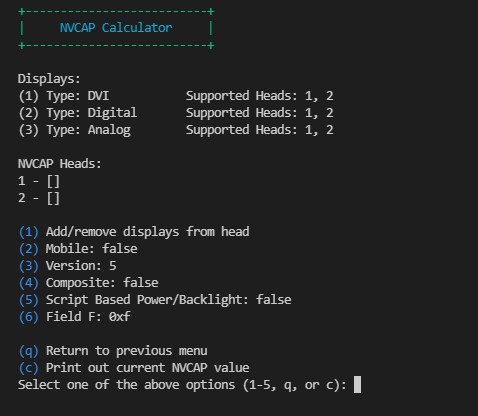 +--------------------------+
|     NVCAP Calculator     |
+--------------------------+
Displays:
(1) Type: DVI           Supported Heads: 1, 2
(2) Type: Digital       Supported Heads: 1, 2
(3) Type: Analog        Supported Heads: 1, 2
NVCAP Heads:
1 - []
2 - []
(1) Add/remove displays from head
(2) Mobile: false
(3) Version: 5
(4) Composite: false
(5) Script Based Power/Backlight: false
(6) Field F: 0xf
(q) Return to previous menu
(c) Print out current NVCAP value
Select one of the above options (1-5, q, or c):